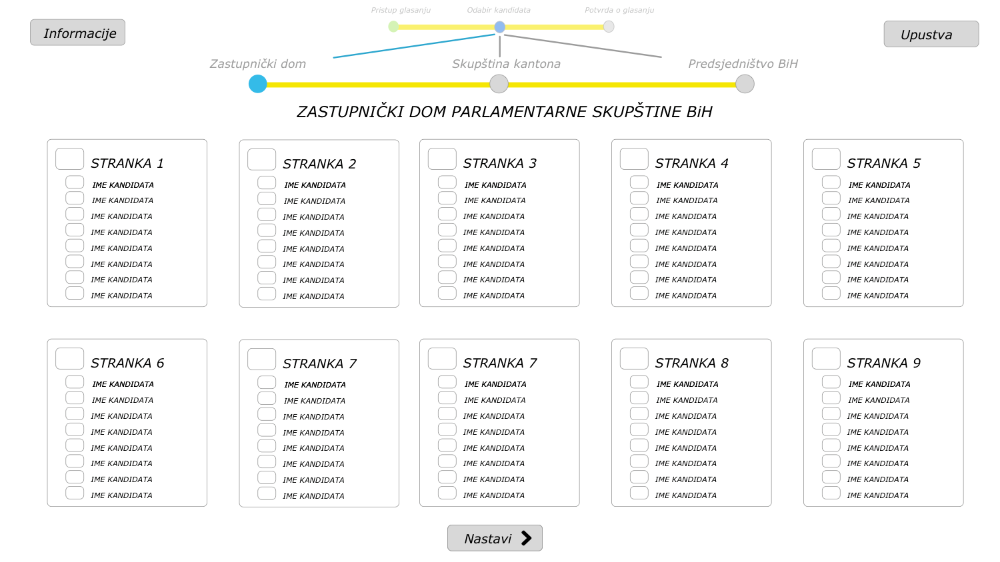 Pristup glasanju Odabir kandidata Potvrda o glasanju
Informacije
Upustva
Zastupnički dom Skupština kantona Predsjedništvo BiH
ZASTUPNIČKI DOM PARLAMENTARNE SKUPŠTINE BiH
STRANKA 1
IME KANDIDATA
IME KANDIDATA
IME KANDIDATA
IME KANDIDATA
IME KANDIDATA
IME KANDIDATA
IME KANDIDATA
IME KANDIDATA
STRANKA 2
IME KANDIDATA
IME KANDIDATA
IME KANDIDATA
IME KANDIDATA
IME KANDIDATA
IME KANDIDATA
IME KANDIDATA
IME KANDIDATA
STRANKA 3
IME KANDIDATA
IME KANDIDATA
IME KANDIDATA
IME KANDIDATA
IME KANDIDATA
IME KANDIDATA
IME KANDIDATA
IME KANDIDATA
STRANKA 4
IME KANDIDATA
IME KANDIDATA
IME KANDIDATA
IME KANDIDATA
IME KANDIDATA
IME KANDIDATA
IME KANDIDATA
IME KANDIDATA
STRANKA 5
IME KANDIDATA
IME KANDIDATA
IME KANDIDATA
IME KANDIDATA
IME KANDIDATA
IME KANDIDATA
IME KANDIDATA
IME KANDIDATA
STRANKA 6
IME KANDIDATA
IME KANDIDATA
IME KANDIDATA
IME KANDIDATA
IME KANDIDATA
IME KANDIDATA
IME KANDIDATA
IME KANDIDATA
STRANKA 7
IME KANDIDATA
IME KANDIDATA
IME KANDIDATA
IME KANDIDATA
IME KANDIDATA
IME KANDIDATA
IME KANDIDATA
IME KANDIDATA
STRANKA 7
IME KANDIDATA
IME KANDIDATA
IME KANDIDATA
IME KANDIDATA
IME KANDIDATA
IME KANDIDATA
IME KANDIDATA
IME KANDIDATA
STRANKA 8
IME KANDIDATA
IME KANDIDATA
IME KANDIDATA
IME KANDIDATA
IME KANDIDATA
IME KANDIDATA
IME KANDIDATA
IME KANDIDATA
STRANKA 9
IME KANDIDATA
IME KANDIDATA
IME KANDIDATA
IME KANDIDATA
IME KANDIDATA
IME KANDIDATA
IME KANDIDATA
IME KANDIDATA
Nastavi